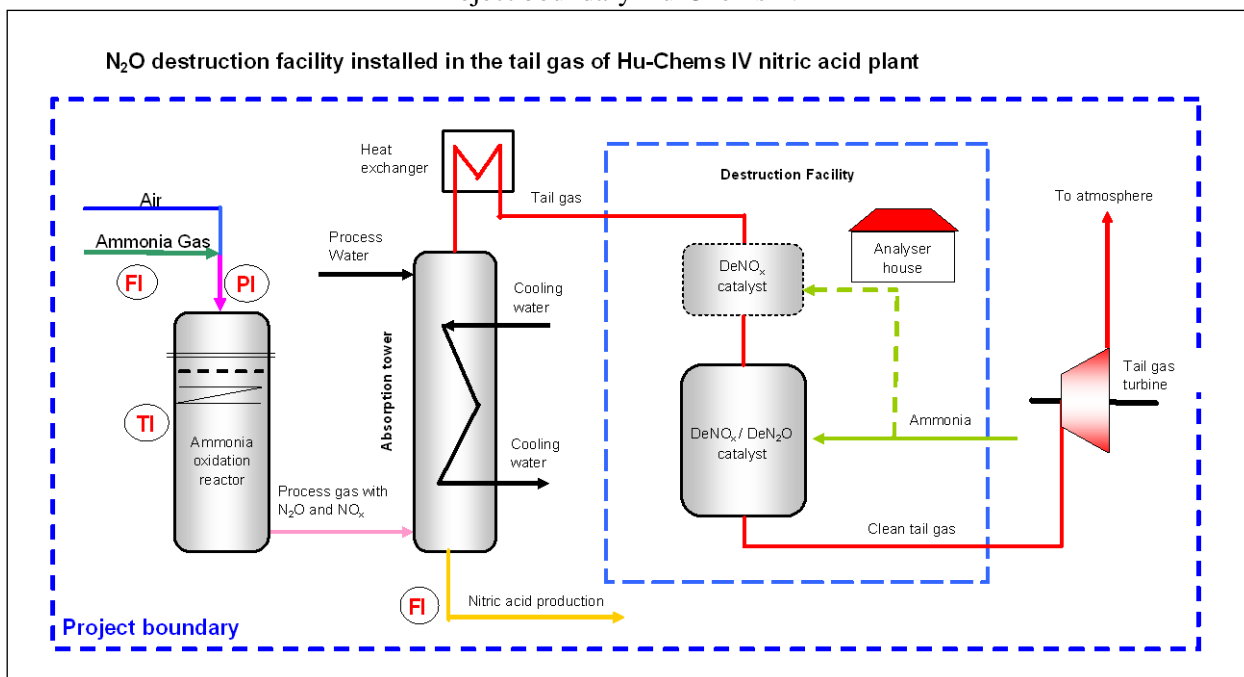 N₂O destruction facility installed in the tail gas of Hu-Chems IV nitric acid plant
Heat
exchanger
Destruction Facility
Air
Tail gas
To atmosphere
Ammonia Gas
Process
Water
Analyser
house
DeNOₓ
catalyst
FI
PI
Cooling
water
Absorption tower
Tail gas
turbine
TI
Ammonia
oxidation
reactor
DeNOₓ / DeN₂O
catalyst
Ammonia
Cooling
water
Process gas with
N₂O and NOₓ
Clean tail gas
FI
Nitric acid production
Project boundary